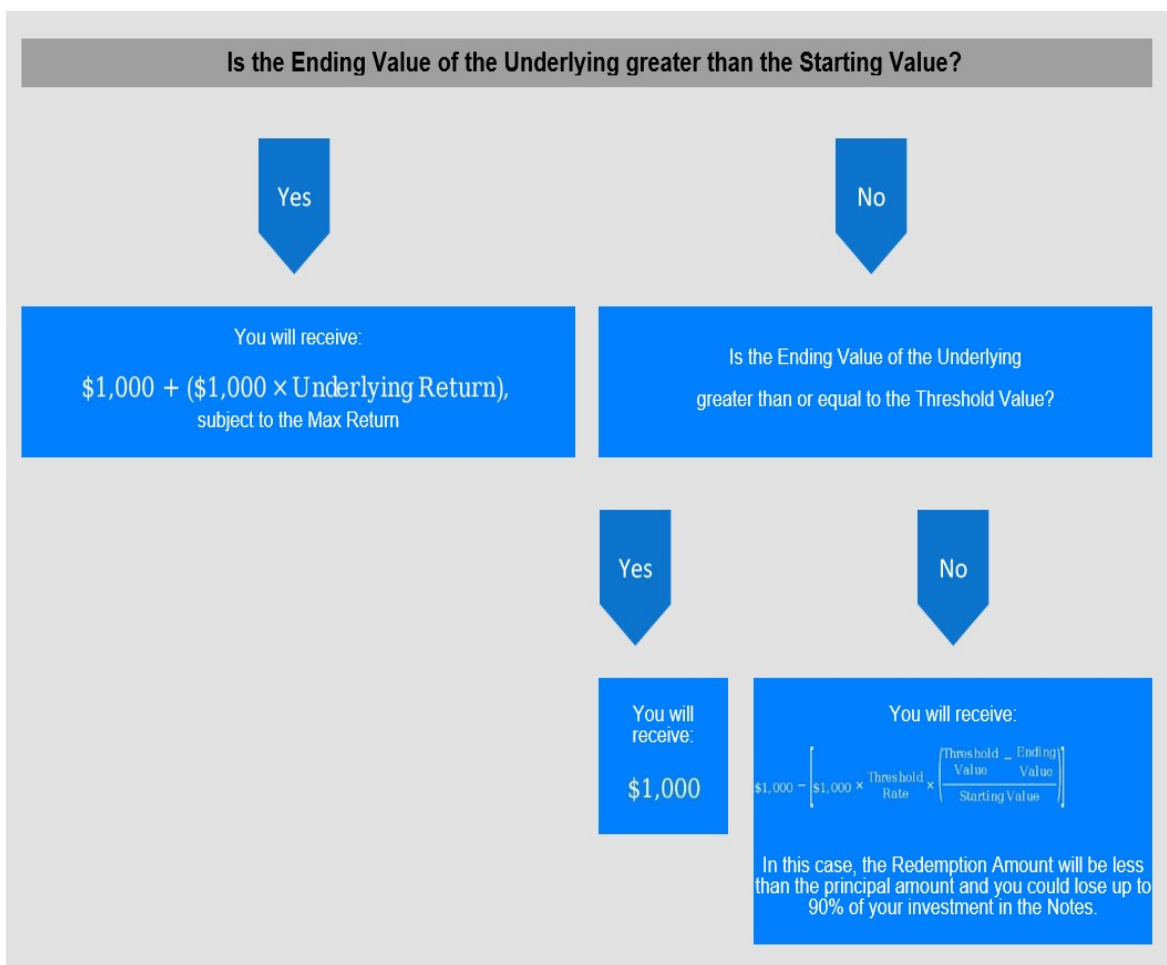 Is the Ending Value of the Underlying greater than the Starting Value?
Yes
No
You will receive:
$1,000 + ($1,000 × Underlying Return),
subject to the Max Return
Is the Ending Value of the Underlying
greater than or equal to the Threshold Value?
Yes
No
You will
receive:
$1,000
You will receive:
$1,000 − [$1,000 × Threshold Rate × ((Threshold Value − Ending Value) / Starting Value)]
In this case, the Redemption Amount will be less
than the principal amount and you could lose up to
90% of your investment in the Notes.